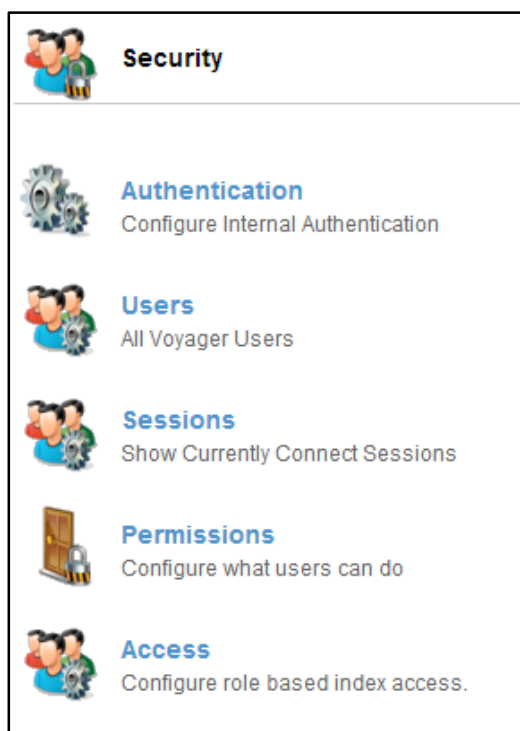 Security
Authentication
Configure Internal Authentication
Users
All Voyager Users
Sessions
Show Currently Connect Sessions
Permissions
Configure what users can do
Access
Configure role based index access.